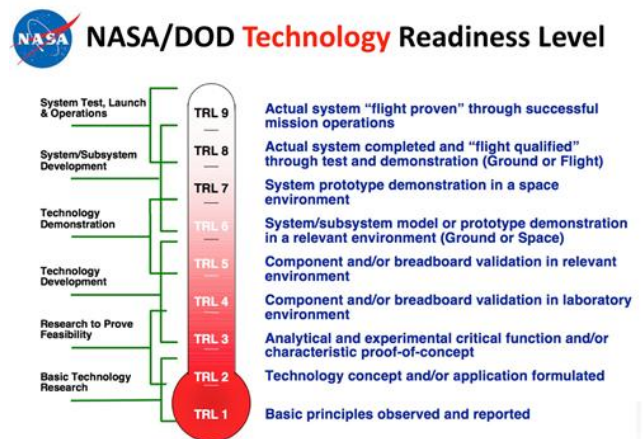 NASA
NASA/DOD Technology Readiness Level
System Test, Launch
& Operations
System/Subsystem
Development
Technology
Demonstration
Technology
Development
Research to Prove
Feasibility
Basic Technology
Research
TRL 9
TRL 8
TRL 7
TRL 6
TRL 5
TRL 4
TRL 3
TRL 2
TRL 1
Actual system “flight proven” through successful
mission operations
Actual system completed and “flight qualified”
through test and demonstration (Ground or Flight)
System prototype demonstration in a space
environment
System/subsystem model or prototype demonstration
in a relevant environment (Ground or Space)
Component and/or breadboard validation in relevant
environment
Component and/or breadboard validation in laboratory
environment
Analytical and experimental critical function and/or
characteristic proof-of-concept
Technology concept and/or application formulated
Basic principles observed and reported